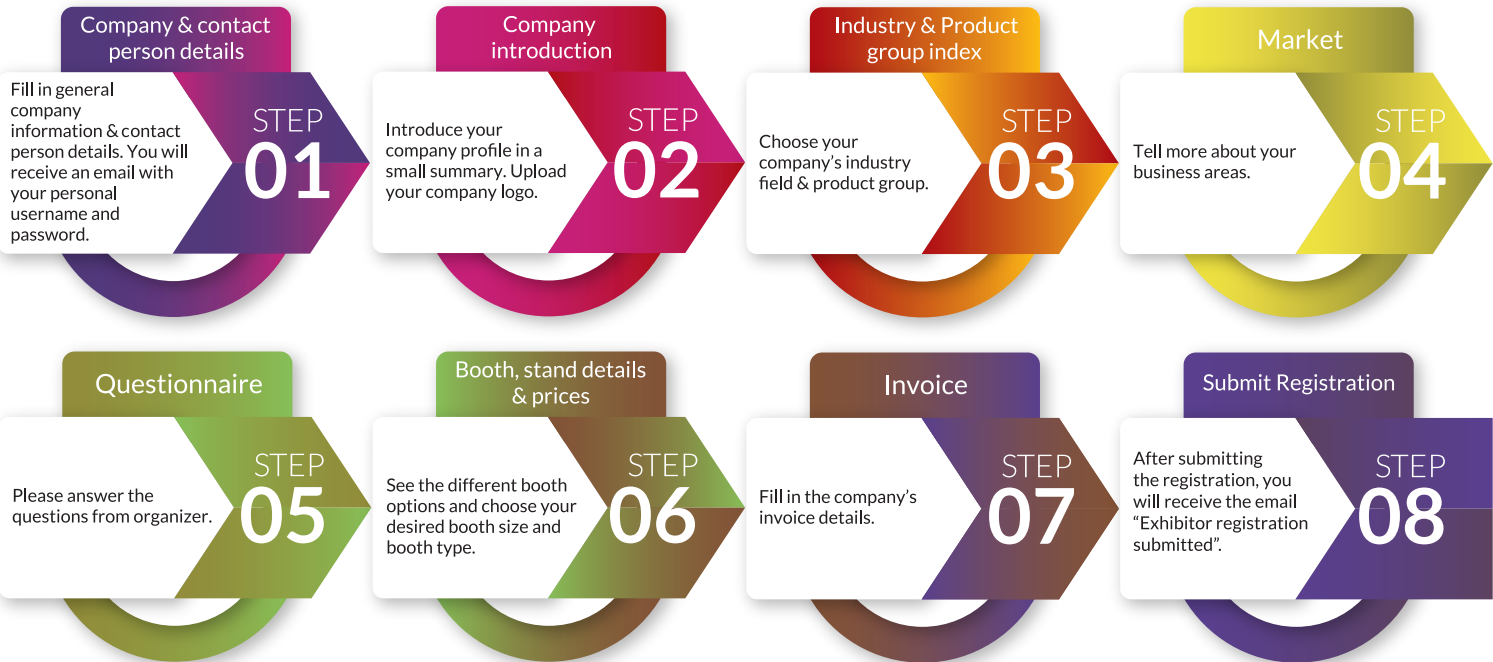 Company & contact
person details
Fill in general
company
information & contact
person details. You will
receive an email with
your personal
username and
password.
STEP
01
Company
introduction
Introduce your
company profile in a
small summary. Upload
your company logo.
STEP
02
Industry & Product
group index
Choose your
company’s industry
field & product group.
STEP
03
Market
Tell more about your
business areas.
STEP
04
Questionnaire
Please answer the
questions from organizer.
STEP
05
Booth, stand details
& prices
See the different booth
options and choose your
desired booth size and
booth type.
STEP
06
Invoice
Fill in the company’s
invoice details.
STEP
07
Submit Registration
After submitting
the registration, you
will receive the email
“Exhibitor registration
submitted”.
STEP
08